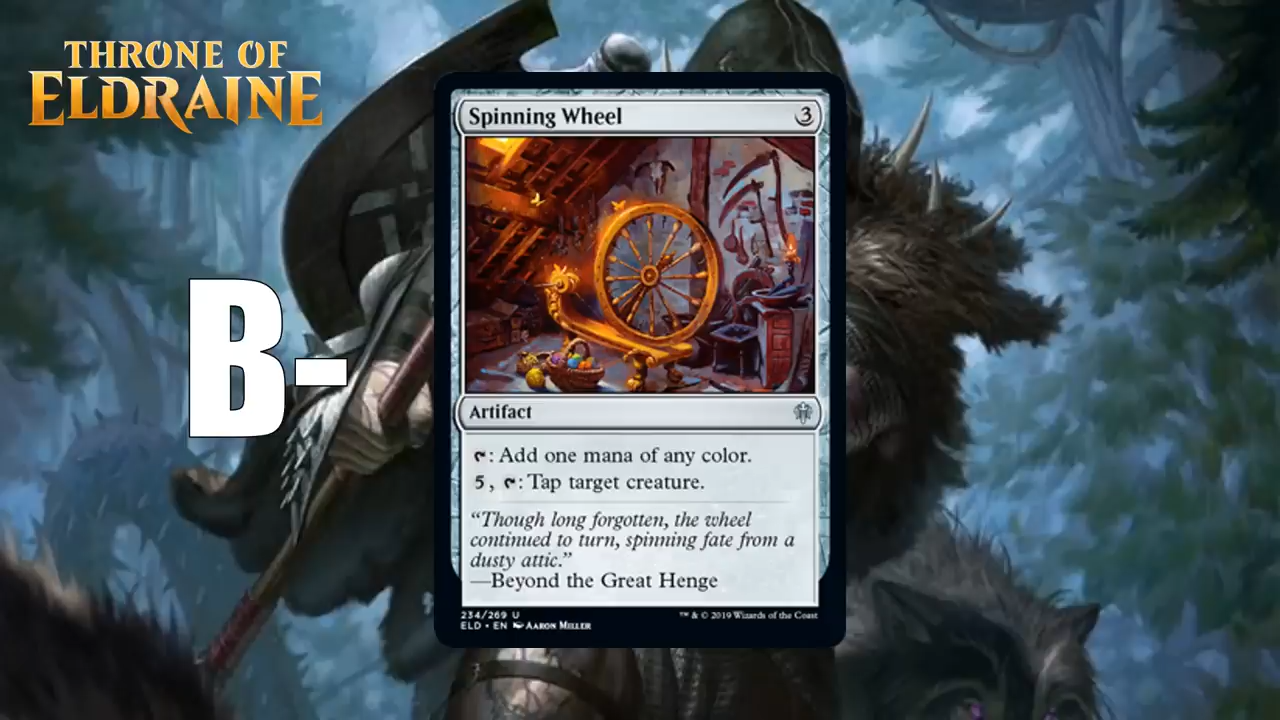 THRONE OF
ELDRAINE
B-
Spinning Wheel 3
Artifact
: Add one mana of any color.
5, : Tap target creature.
“Though long forgotten, the wheel
continued to turn, spinning fate from a
dusty attic.”
—Beyond the Great Henge
234/269 U
ELD • EN AARON MILLER
™ & © 2019 Wizards of the Coast